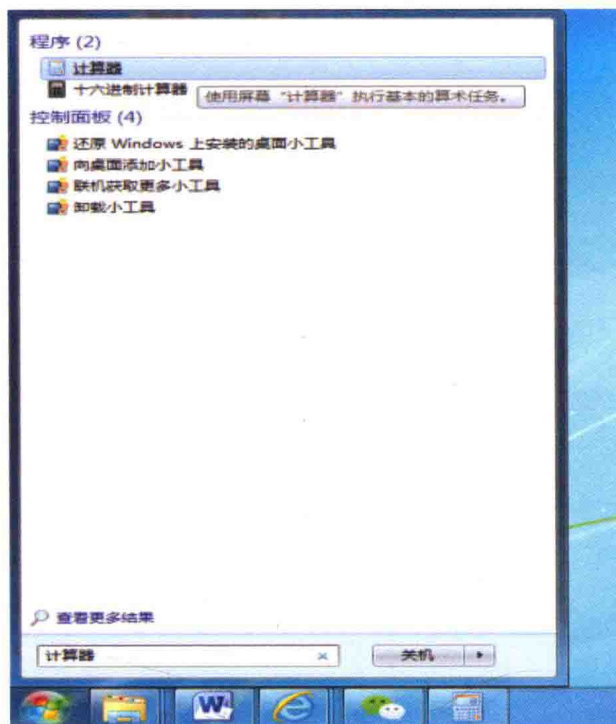 程序 (2)
计算器
十六进制计算器
使用屏幕“计算器”执行基本的算术任务。
控制面板 (4)
还原 Windows 上安装的桌面小工具
向桌面添加小工具
联机获取更多小工具
卸载小工具
查看更多结果
计算器
关机
W